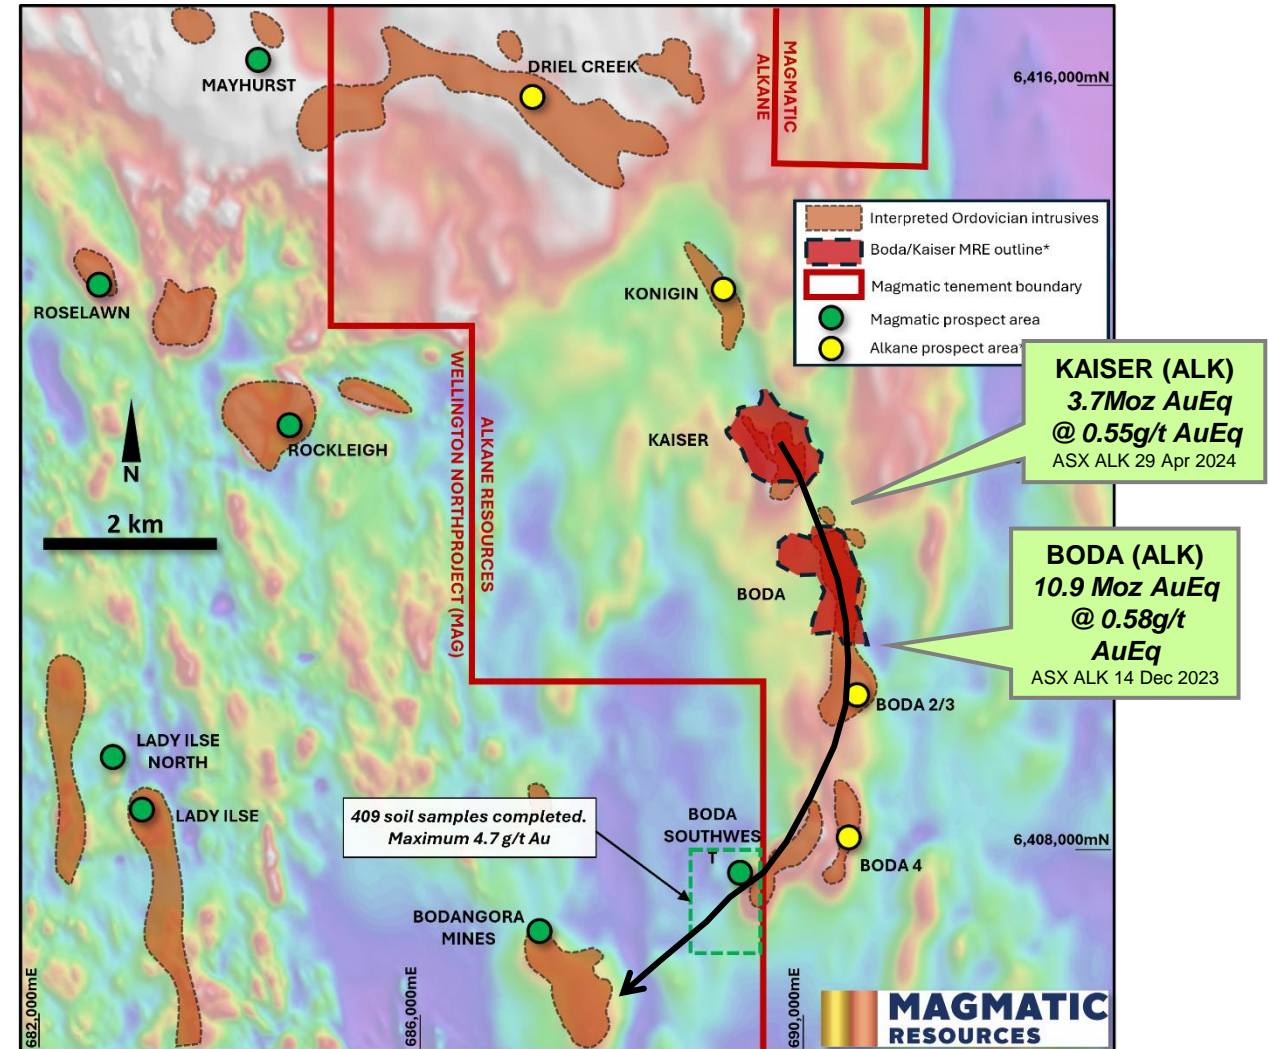 MAYHURST
DRIEL CREEK
MAGMATIC
ALKANE
6,416,000mN
Interpreted Ordovician intrusives
Boda/Kaiser MRE outline*
Magmatic tenement boundary
Magmatic prospect area
Alkane prospect area*
ROSELAWN
KONIGIN
KAISER (ALK)
3.7Moz AuEq
@ 0.55g/t AuEq
ASX ALK 29 Apr 2024
WELLINGTON NORTHPROJECT (MAG)
ALKANE RESOURCES
KAISER
ROCKLEIGH
N
2 km
BODA (ALK)
10.9 Moz AuEq
@ 0.58g/t
AuEq
ASX ALK 14 Dec 2023
BODA
BODA 2/3
LADY ILSE
NORTH
LADY ILSE
409 soil samples completed.
Maximum 4.7 g/t Au
BODA
SOUTHWES
T
6,408,000mN
BODA 4
BODANGORA
MINES
682,000mE
686,000mE
690,000mE
MAGMATIC
RESOURCES